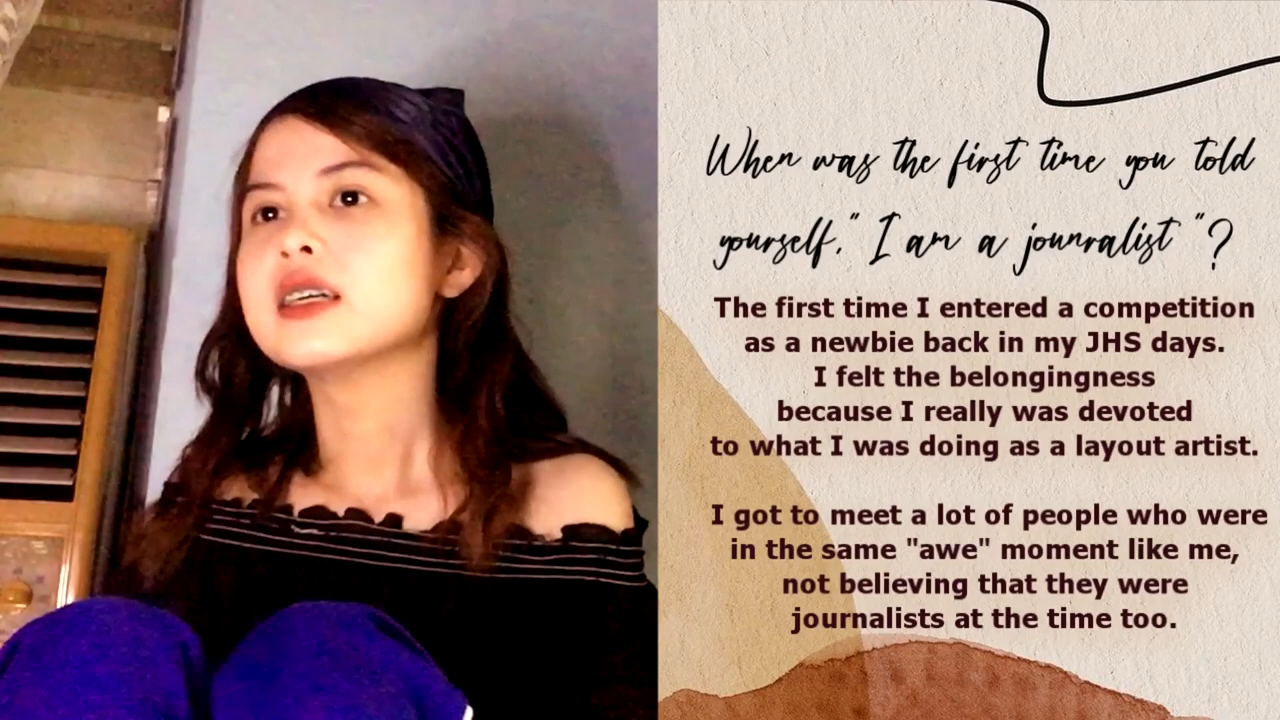 When was the first time you told
yourself," I am a jounralist "?
The first time I entered a competition
as a newbie back in my JHS days.
I felt the belongingness
because I really was devoted
to what I was doing as a layout artist.
I got to meet a lot of people who were
in the same "awe" moment like me,
not believing that they were
journalists at the time too.